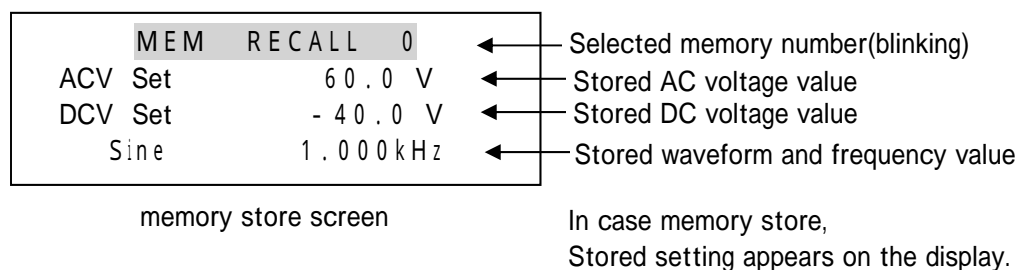 MEM RECALL 0
Selected memory number(blinking)
ACV Set 60.0 V
Stored AC voltage value
DCV Set -40.0 V
Stored DC voltage value
Sine 1.000kHz
Stored waveform and frequency value
memory store screen
In case memory store,
Stored setting appears on the display.